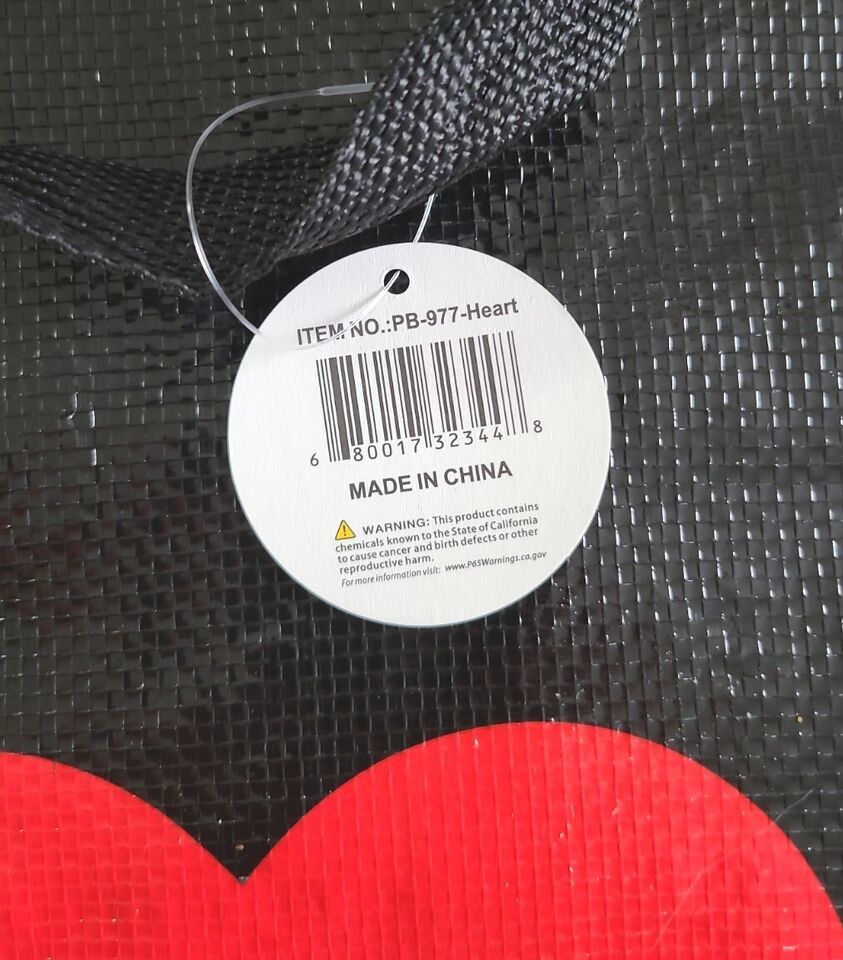 ITEM NO.:PB-977-Heart
6 80017 32344 8
MADE IN CHINA
WARNING: This product contains
chemicals known to the State of California
to cause cancer and birth defects or other
reproductive harm.
For more information visit: www.P65Warnings.ca.gov